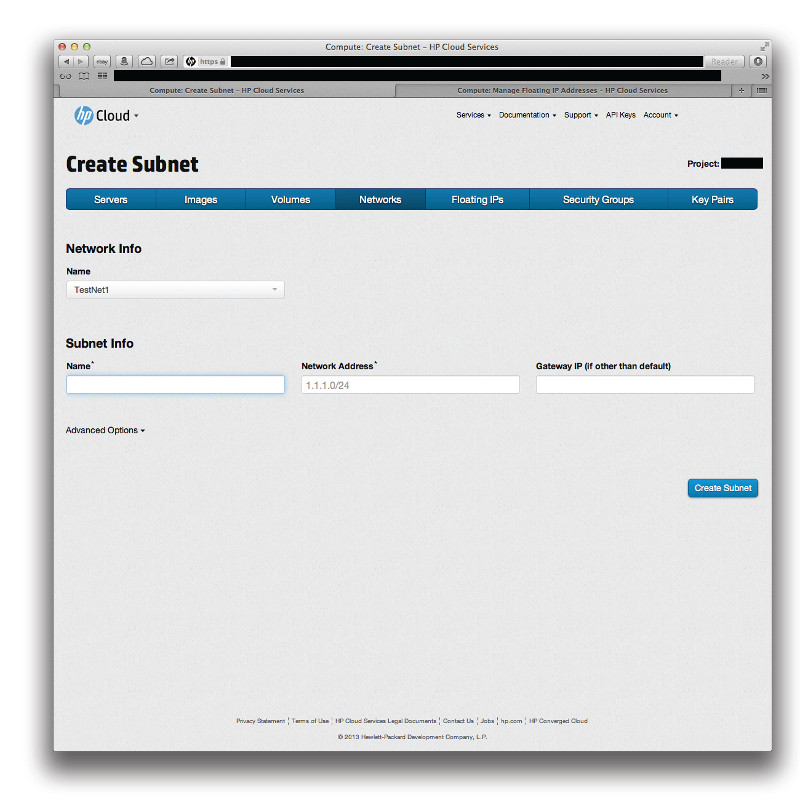 Compute: Create Subnet – HP Cloud Services
ebay
hp https Reader
Compute: Create Subnet – HP Cloud Services Compute: Manage Floating IP Addresses – HP Cloud Services
hp Cloud Services Documentation Support API Keys Account
Create Subnet Project:
Servers Images Volumes Networks Floating IPs Security Groups Key Pairs
Network Info
Name
TestNet1
Subnet Info
Name* Network Address* Gateway IP (if other than default)
1.1.1.0/24
Advanced Options
Create Subnet
Privacy Statement ¦ Terms of Use ¦ HP Cloud Services Legal Documents ¦ Contact Us ¦ Jobs ¦ hp.com ¦ HP Converged Cloud
© 2013 Hewlett-Packard Development Company, L.P.